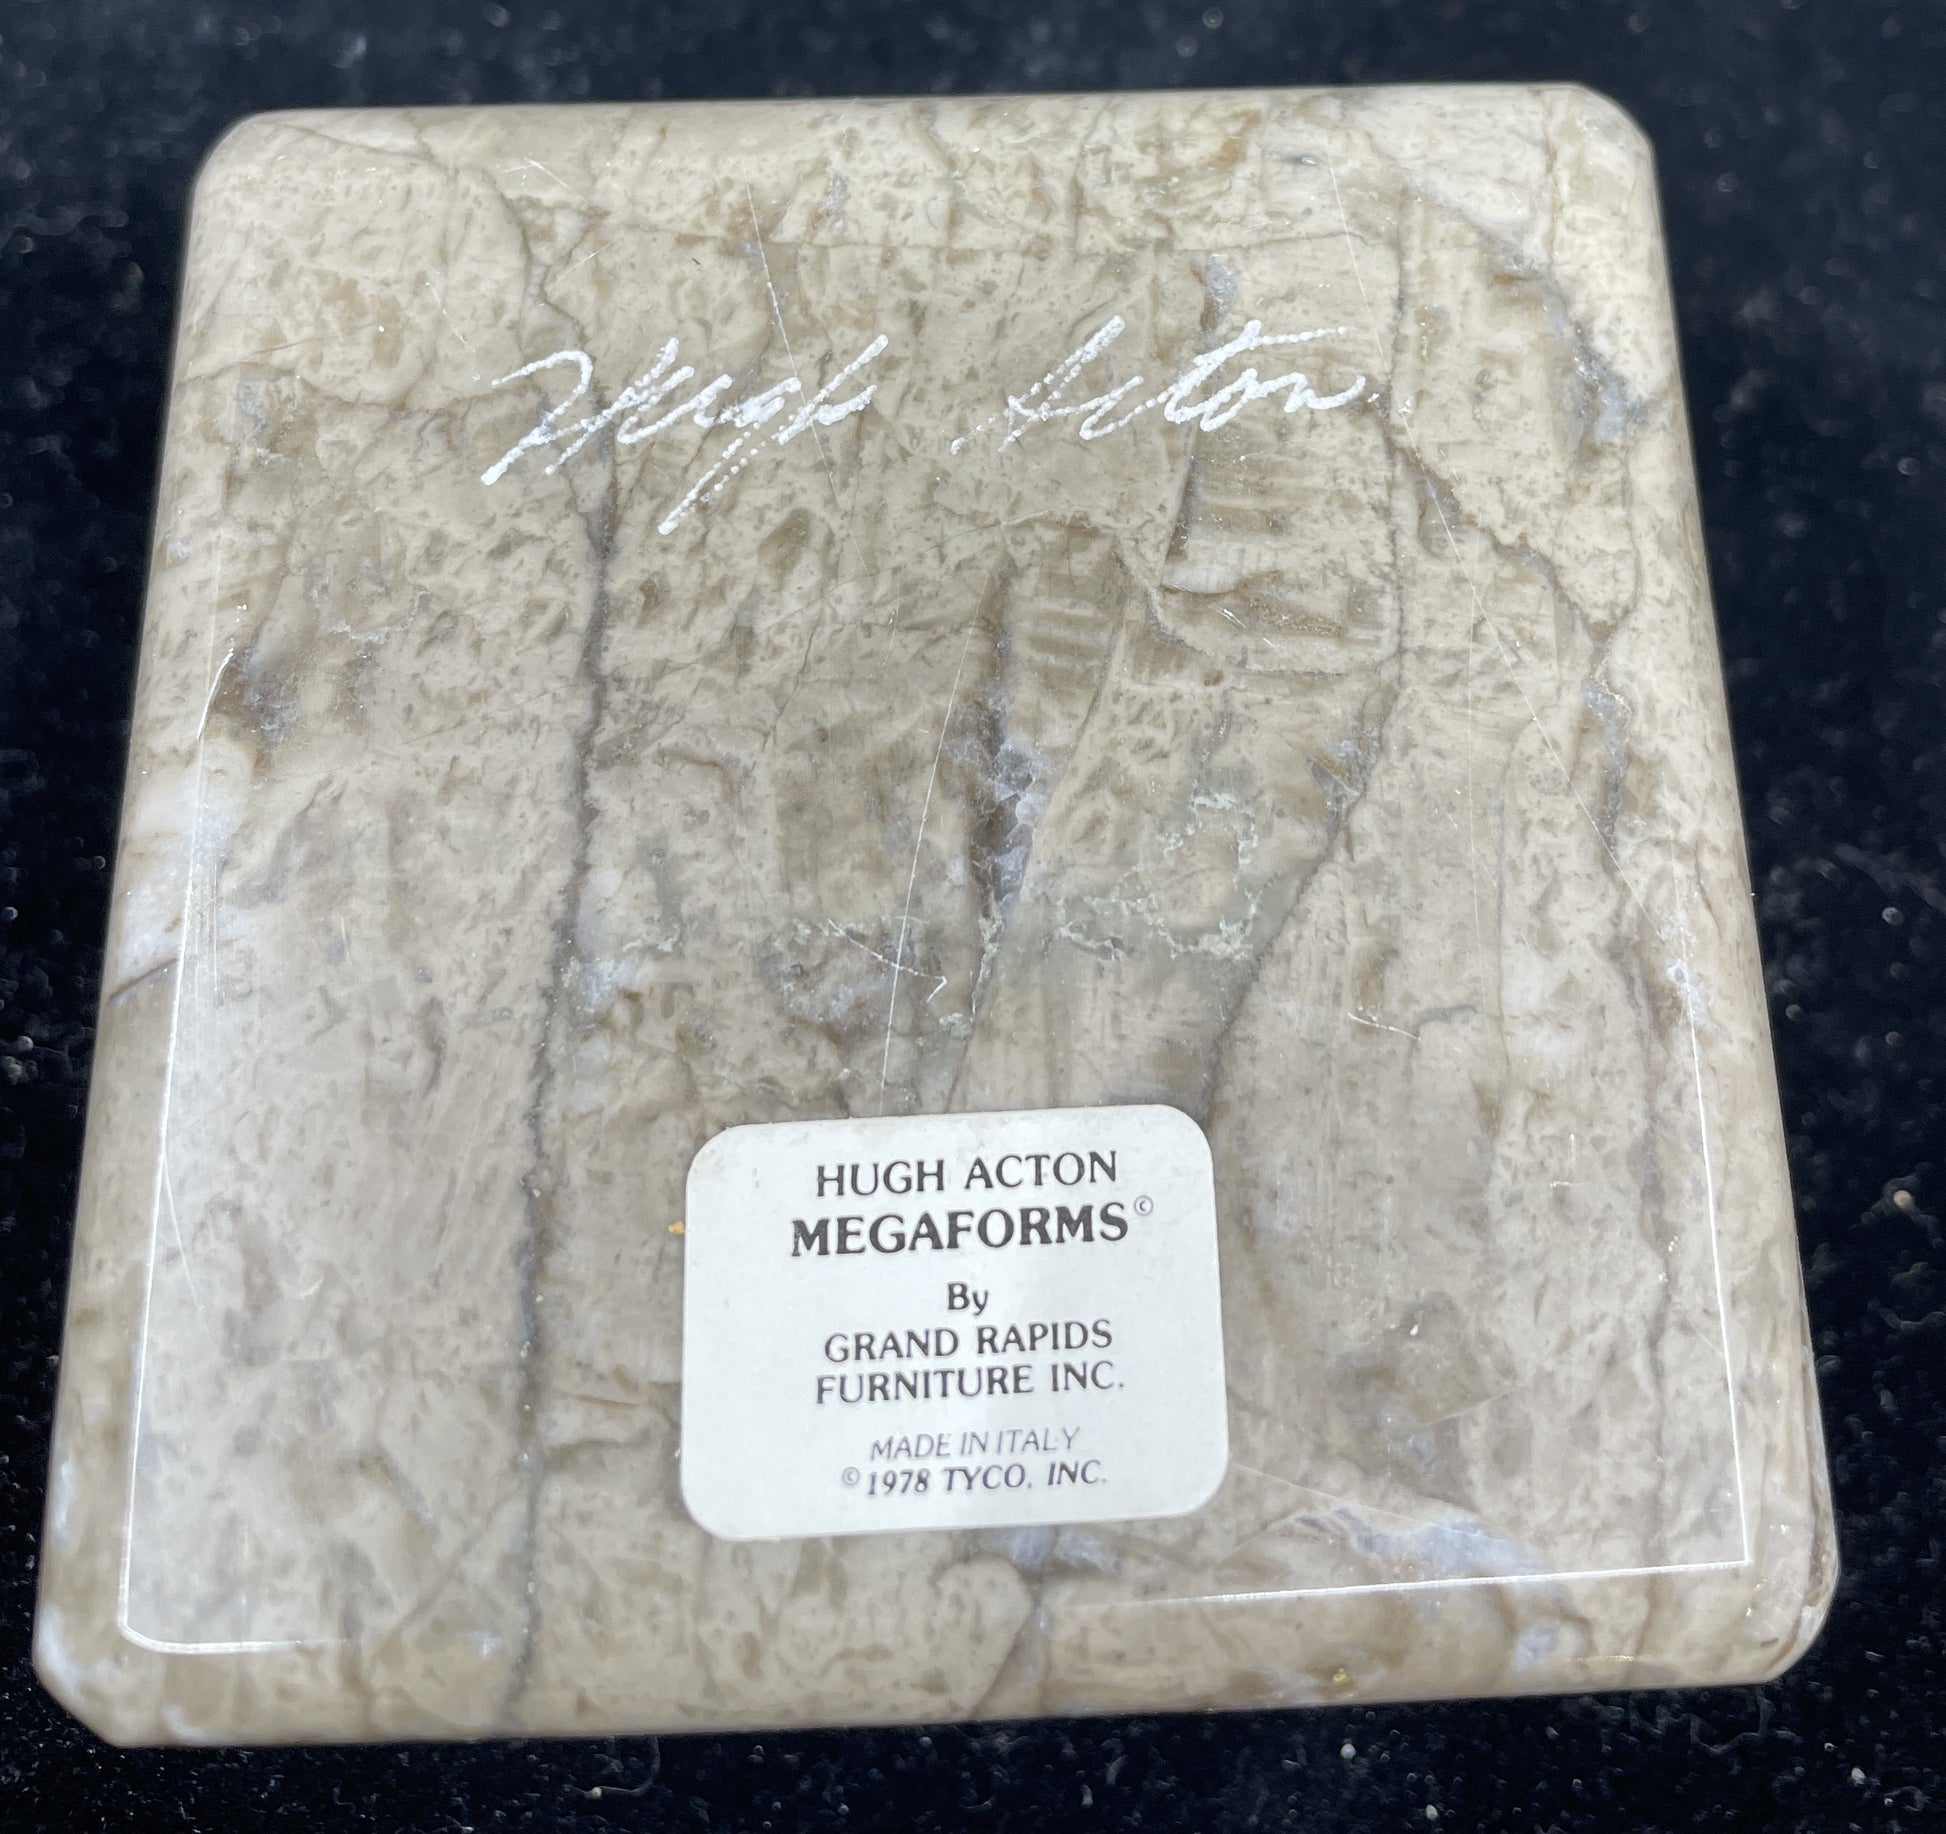 Hugh Acton
HUGH ACTON
MEGAFORMS©
By
GRAND RAPIDS
FURNITURE INC.
MADE IN ITALY
©1978 TYCO. INC.